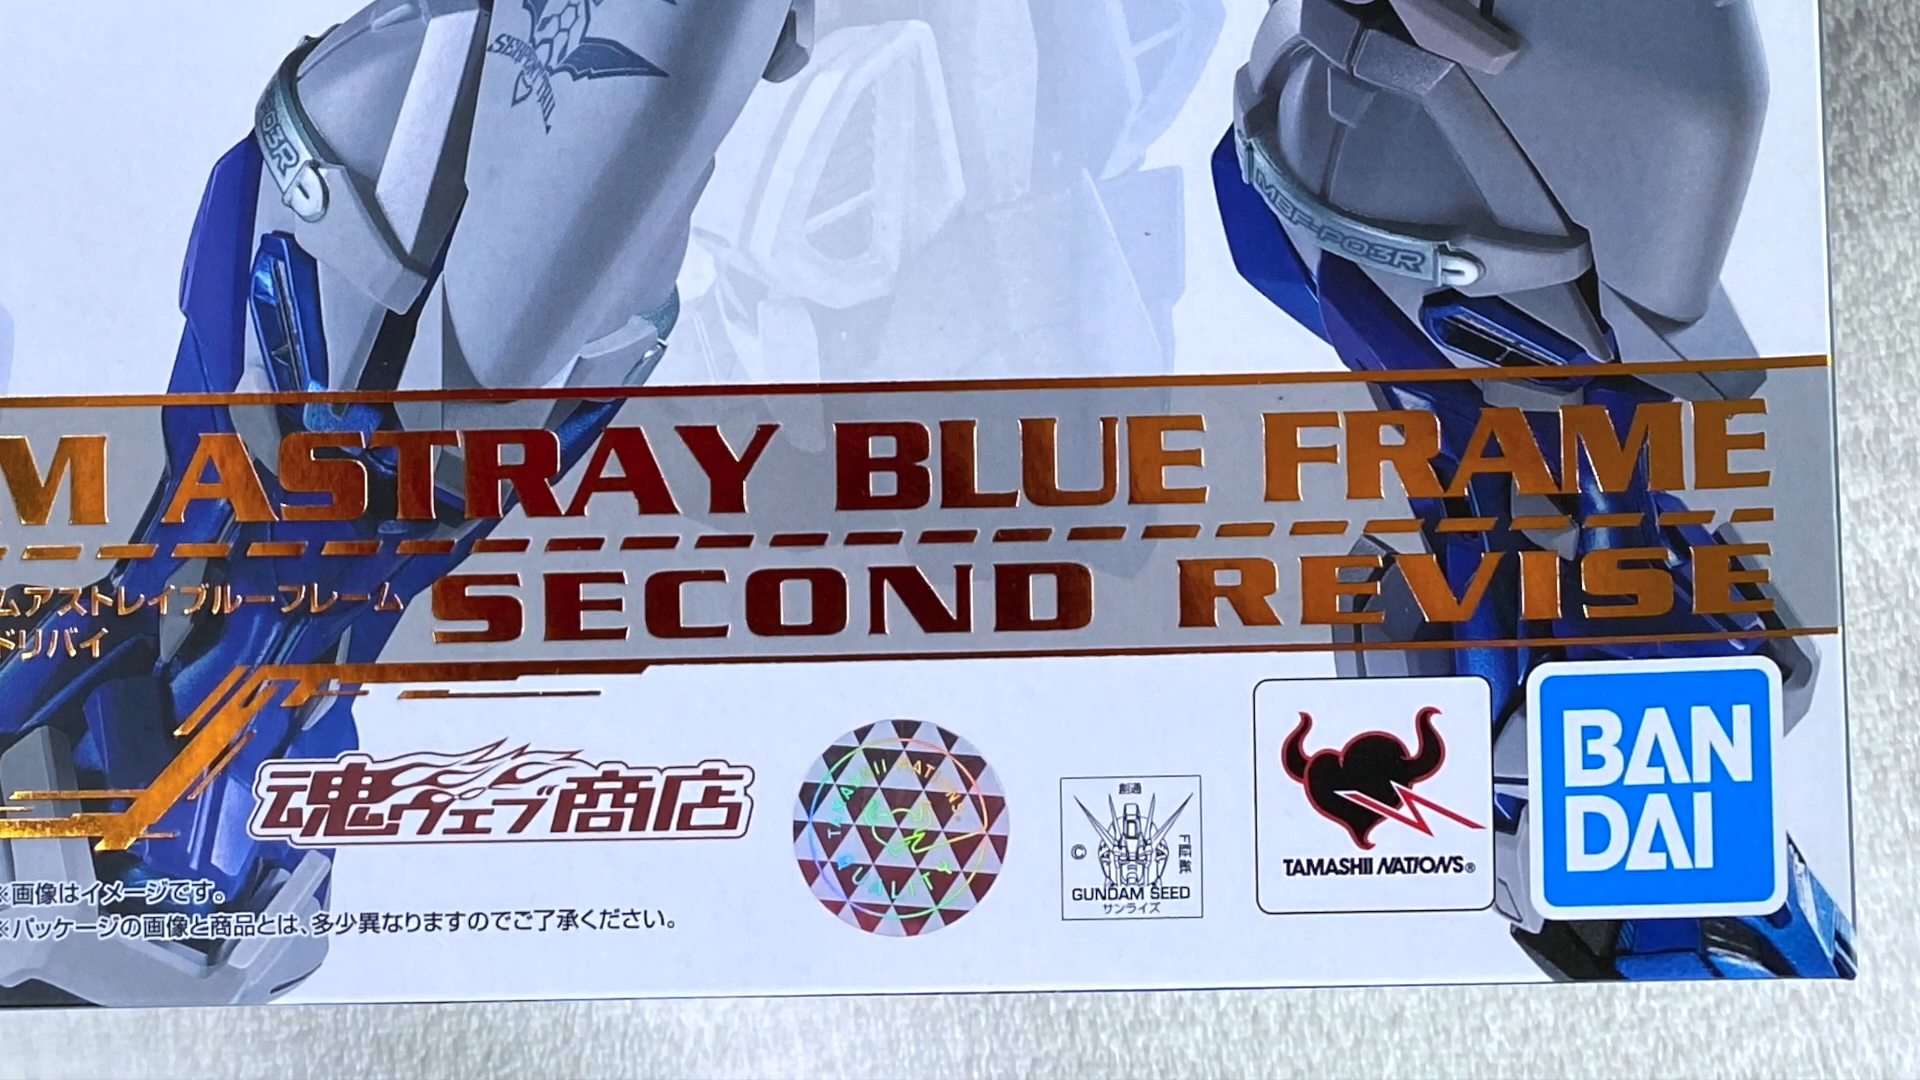 SERPENT TAIL
P03R
MBF-P03R
M ASTRAY BLUE FRAME
SECOND REVISE
ムアストレイブルーフレーム
ドリバイ
魂ウェブ商店
TAMASHII NATIONS
QUALITY
創通
©
証紙
GUNDAM SEED
サンライズ
TAMASHII NATIONS®
BAN
DAI
※画像はイメージです。
※パッケージの画像と商品とは、多少異なりますのでご了承ください。